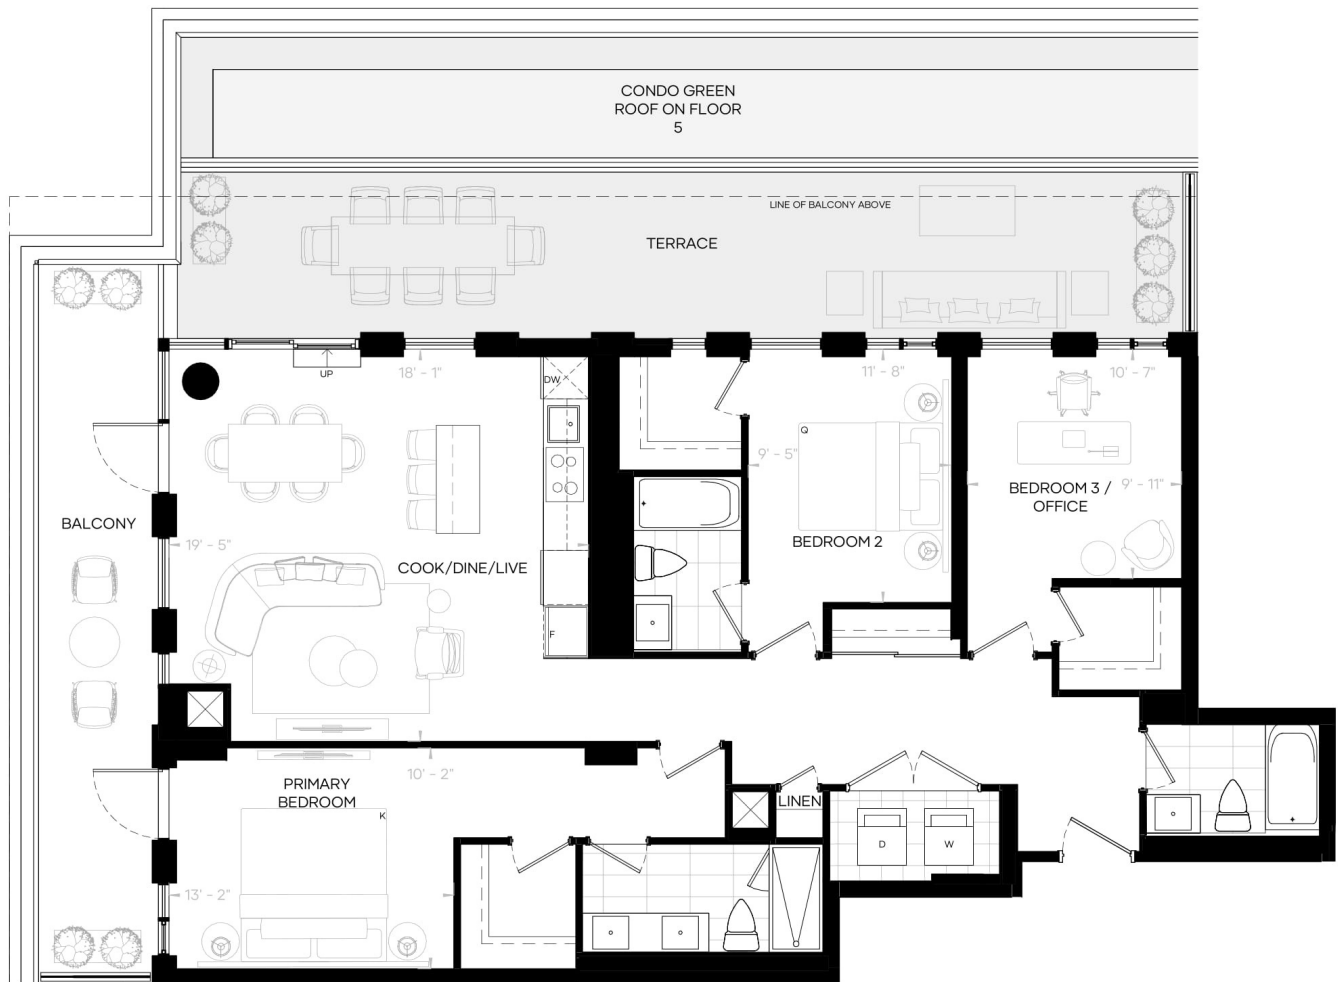 CONDO GREEN
ROOF ON FLOOR
5
LINE OF BALCONY ABOVE
TERRACE
UP
18' - 1"
DW
11' - 8"
10' - 7"
Q
9' - 5"
9' - 11"
BEDROOM 3 /
OFFICE
BALCONY
19' - 5"
BEDROOM 2
COOK/DINE/LIVE
F
10' - 2"
PRIMARY
BEDROOM
K
LINEN
D
W
13' - 2"